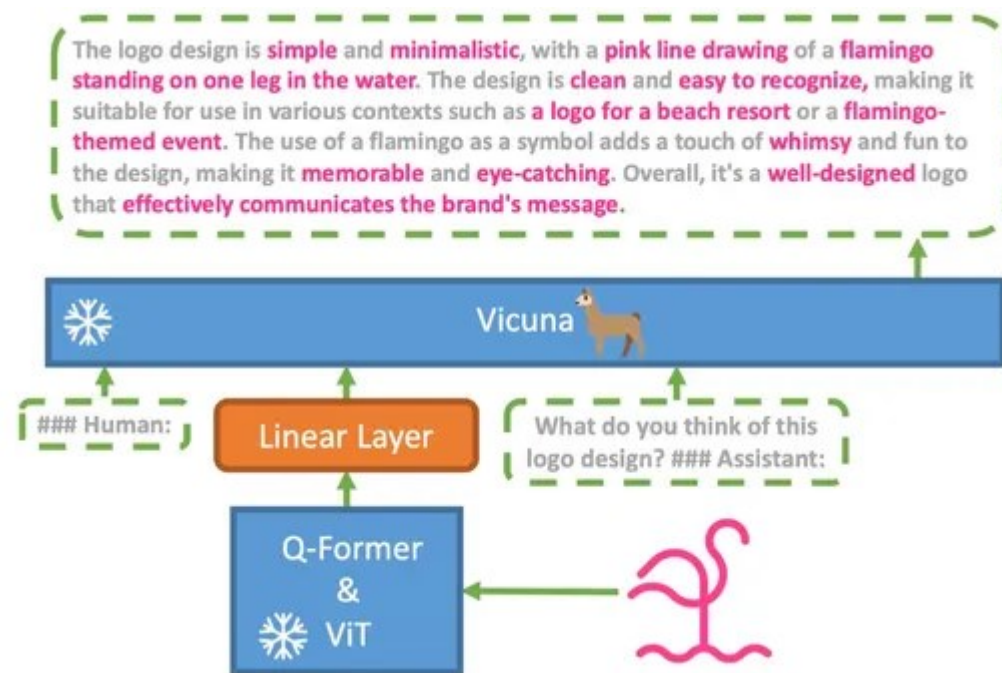 The logo design is simple and minimalistic, with a pink line drawing of a flamingo
standing on one leg in the water. The design is clean and easy to recognize, making it
suitable for use in various contexts such as a logo for a beach resort or a flamingo-
themed event. The use of a flamingo as a symbol adds a touch of whimsy and fun to
the design, making it memorable and eye-catching. Overall, it's a well-designed logo
that effectively communicates the brand's message.
Vicuna
### Human:
Linear Layer
What do you think of this
logo design? ### Assistant:
Q-Former
&
ViT